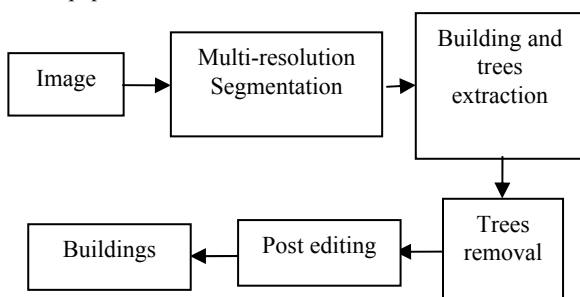 Image
Multi-resolution
Segmentation
Building and
trees
extraction
Trees
removal
Post editing
Buildings